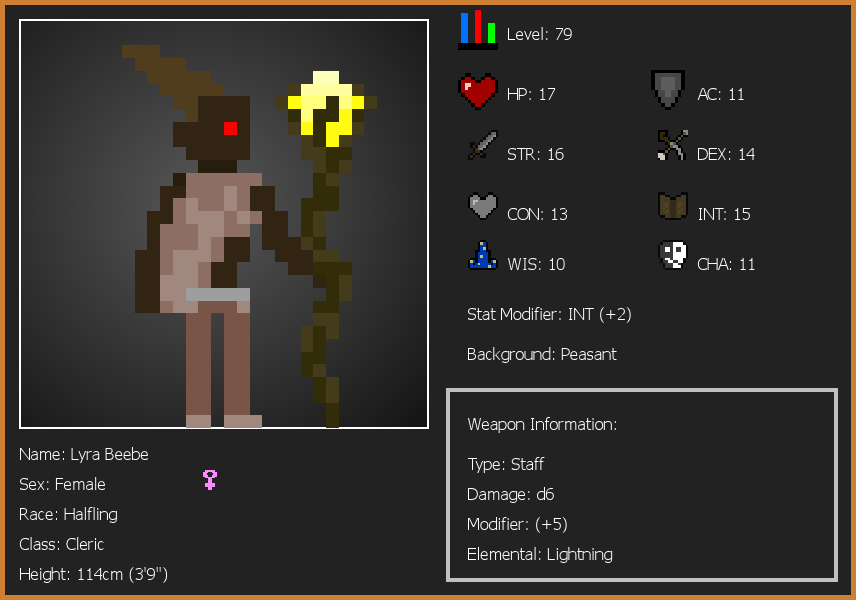 Level: 79
HP: 17
AC: 11
STR: 16
DEX: 14
CON: 13
INT: 15
WIS: 10
CHA: 11
Stat Modifier: INT (+2)
Background: Peasant
Weapon Information:
Type: Staff
Damage: d6
Modifier: (+5)
Elemental: Lightning
Name: Lyra Beebe
Sex: Female
Race: Halfling
Class: Cleric
Height: 114cm (3'9")